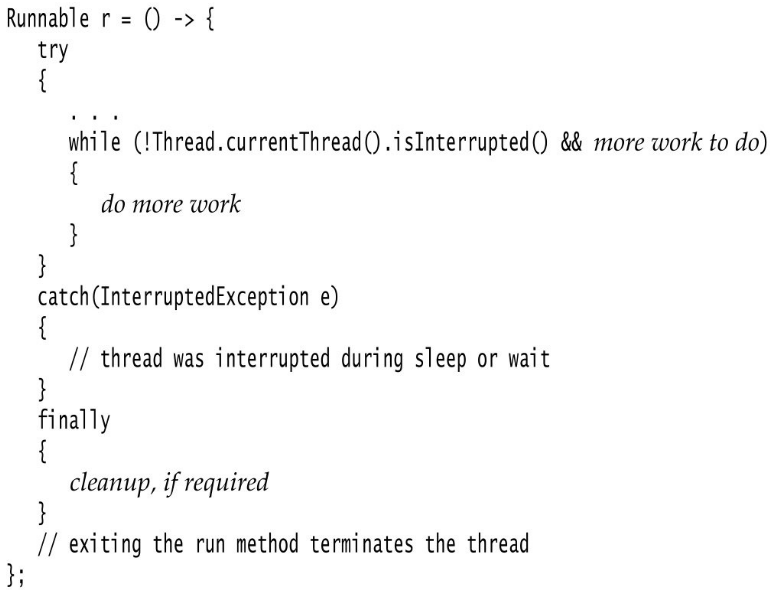 Runnable r = () -> {
   try
   {
      . . .
      while (!Thread.currentThread().isInterrupted() && more work to do)
      {
         do more work
      }
   }
   catch(InterruptedException e)
   {
      // thread was interrupted during sleep or wait
   }
   finally
   {
      cleanup, if required
   }
   // exiting the run method terminates the thread
};